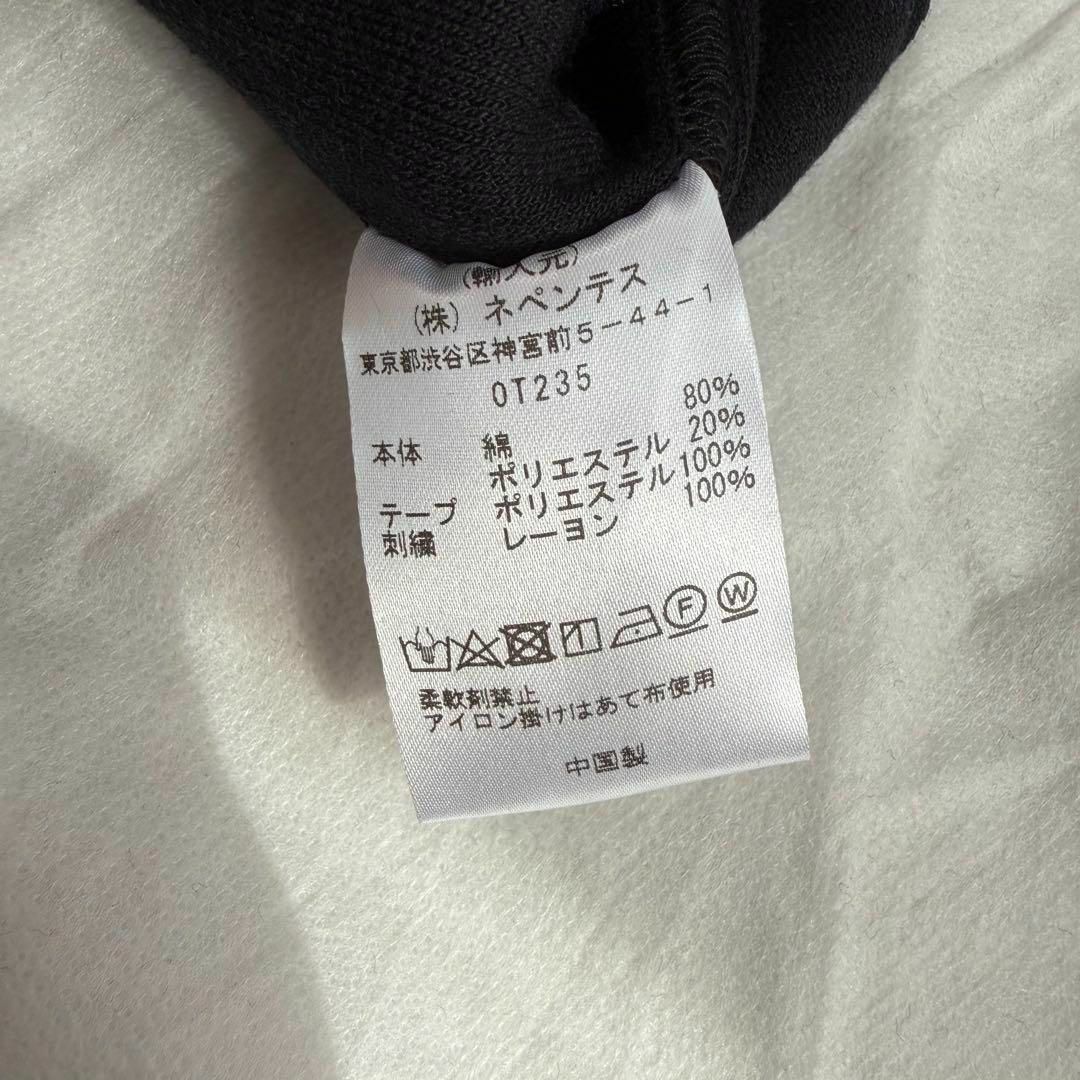 (輸入元)
(株) ネペンテス
東京都渋谷区神宮前5-44-1
OT235
本体 綿 80%
ポリエステル 20%
テープ ポリエステル 100%
刺繍 レーヨン 100%
F W
柔軟剤禁止
アイロン掛けはあて布使用
中国製